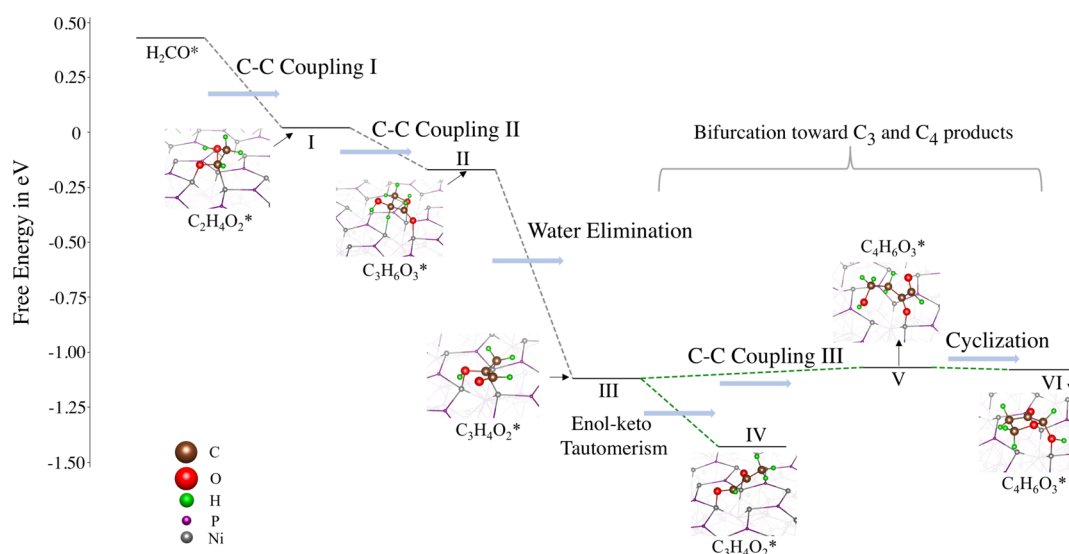 Free Energy in eV
0.50
0.25
0
-0.25
-0.50
-0.75
-1.00
-1.25
-1.50
H₂CO*
C-C Coupling I
I
C₂H₄O₂*
C-C Coupling II
II
C₃H₆O₃*
Water Elimination
C₃H₄O₂*
III
Bifurcation toward C₃ and C₄ products
C₄H₆O₃*
C-C Coupling III
V
Cyclization
VI
C₄H₆O₃*
Enol-keto
Tautomerism
IV
C₃H₄O₂*
C
O
H
P
Ni